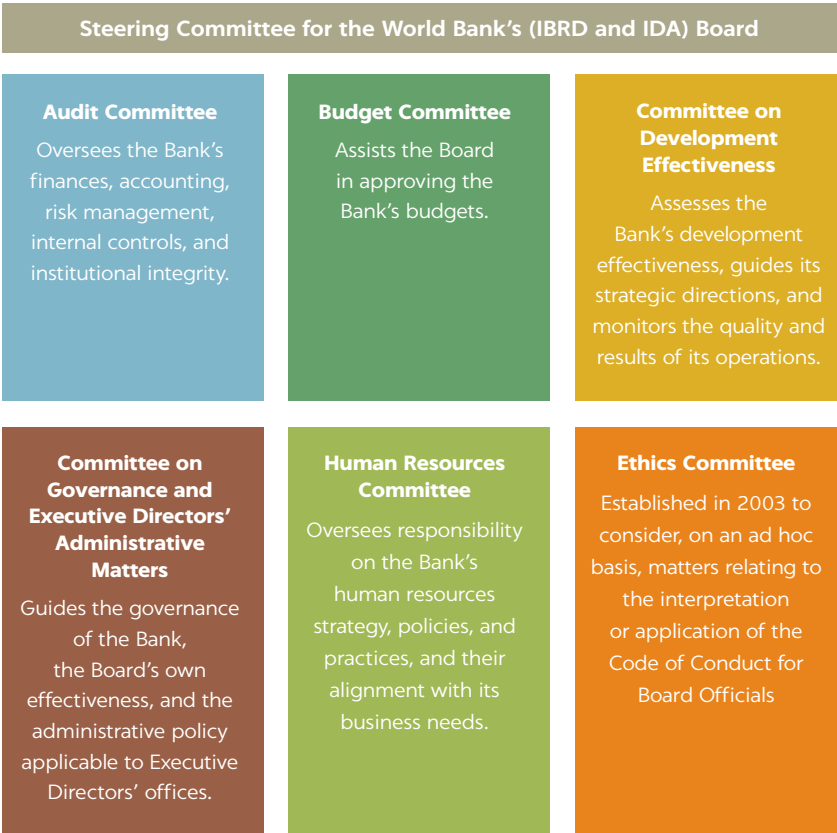 Steering Committee for the World Bank’s (IBRD and IDA) Board
Audit Committee
Oversees the Bank’s
finances, accounting,
risk management,
internal controls, and
institutional integrity.
Budget Committee
Assists the Board
in approving the
Bank’s budgets.
Committee on
Development
Effectiveness
Assesses the
Bank’s development
effectiveness, guides its
strategic directions, and
monitors the quality and
results of its operations.
Committee on
Governance and
Executive Directors’
Administrative
Matters
Guides the governance
of the Bank,
the Board’s own
effectiveness, and the
administrative policy
applicable to Executive
Directors’ offices.
Human Resources
Committee
Oversees responsibility
on the Bank’s
human resources
strategy, policies, and
practices, and their
alignment with its
business needs.
Ethics Committee
Established in 2003 to
consider, on an ad hoc
basis, matters relating to
the interpretation
or application of the
Code of Conduct for
Board Officials